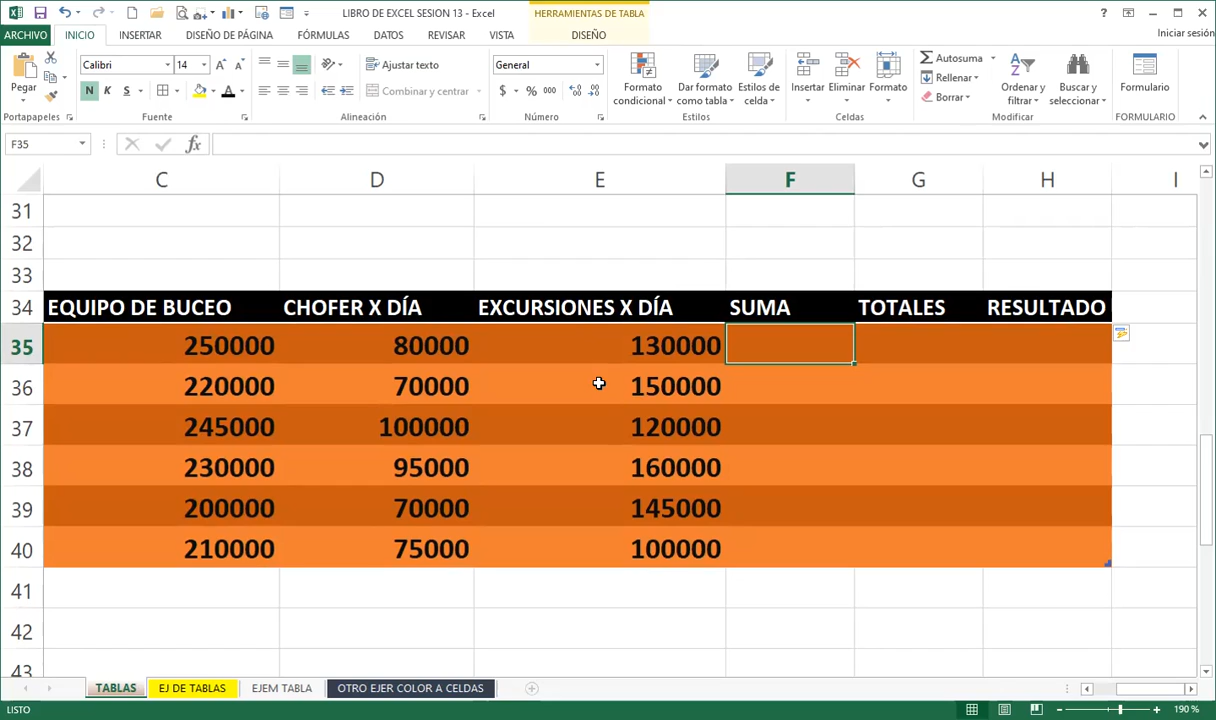 LIBRO DE EXCEL SESION 13 - Excel
HERRAMIENTAS DE TABLA
?
ARCHIVO INICIO INSERTAR DISEÑO DE PÁGINA FÓRMULAS DATOS REVISAR VISTA DISEÑO
Iniciar sesión
Pegar
Portapapeles
Calibri 14
N K S
Fuente
Ajustar texto
Combinar y centrar
Alineación
General
$ % 000
Número
Formato condicional
Dar formato como tabla
Estilos de celda
Estilos
Insertar Eliminar Formato
Celdas
Autosuma
Rellenar
Borrar
Ordenar y filtrar
Buscar y seleccionar
Modificar
Formulario
FORMULARIO
F35
fx
C D E F G H I
31
32
33
34 EQUIPO DE BUCEO CHOFER X DÍA EXCURSIONES X DÍA SUMA TOTALES RESULTADO
35 250000 80000 130000
36 220000 70000 150000
37 245000 100000 120000
38 230000 95000 160000
39 200000 70000 145000
40 210000 75000 100000
41
42
43
TABLAS EJ DE TABLAS EJEM TABLA OTRO EJER COLOR A CELDAS
LISTO
190 %